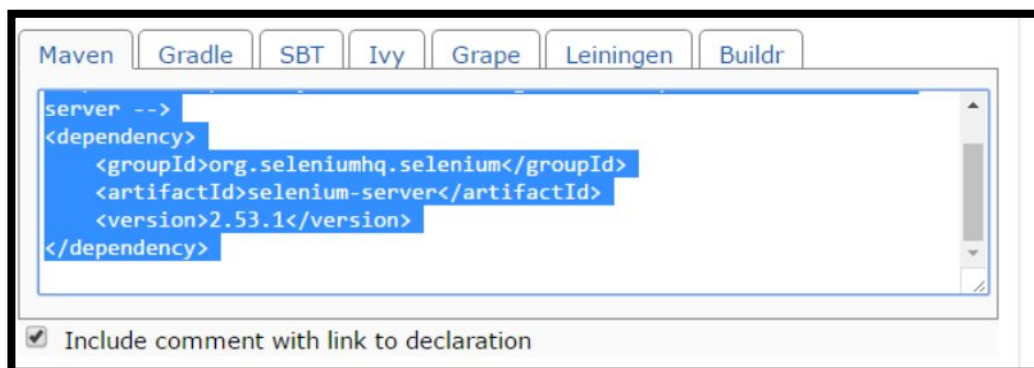 Maven Gradle SBT Ivy Grape Leiningen Buildr
server -->
<dependency>
<groupId>org.seleniumhq.selenium</groupId>
<artifactId>selenium-server</artifactId>
<version>2.53.1</version>
</dependency>
Include comment with link to declaration